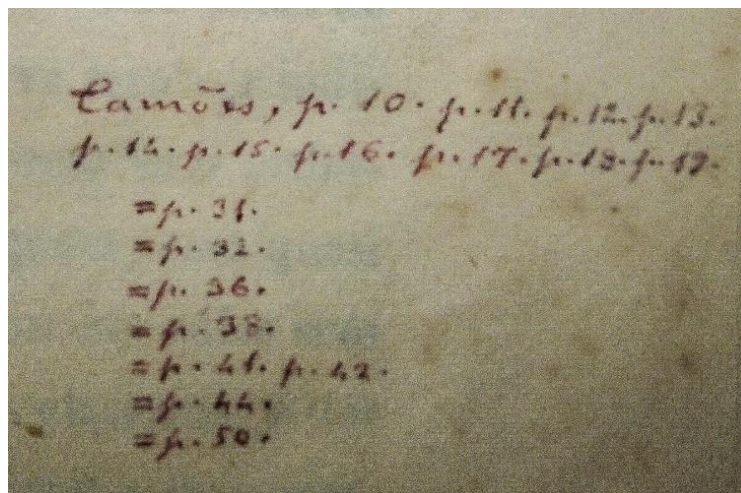 Camões, p. 10. p. 11. p. 12. p. 13.
p. 14. p. 15. p. 16. p. 17. p. 18. p. 19.
= p. 31.
= p. 32.
= p. 36.
= p. 38.
= p. 41. p. 42.
= p. 44.
= p. 50.